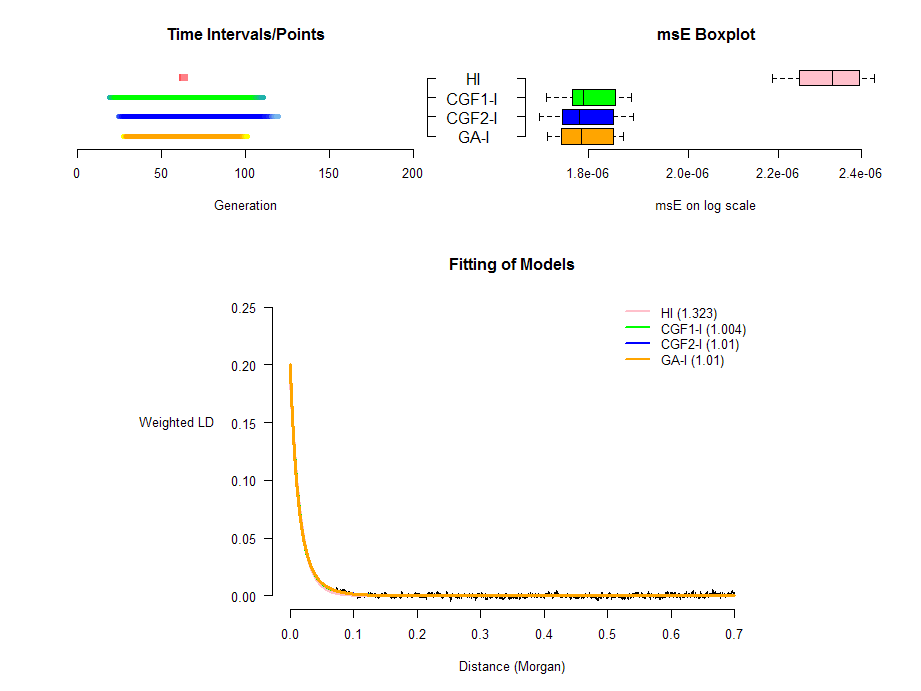 Time Intervals/Points
msE Boxplot
HI
CGF1-I
CGF2-I
GA-I
0 50 100 150 200
Generation
1.8e-06 2.0e-06 2.2e-06 2.4e-06
msE on log scale
Fitting of Models
HI (1.323)
CGF1-I (1.004)
CGF2-I (1.01)
GA-I (1.01)
0.25
0.20
Weighted LD 0.15
0.10
0.05
0.00
0.0 0.1 0.2 0.3 0.4 0.5 0.6 0.7
Distance (Morgan)